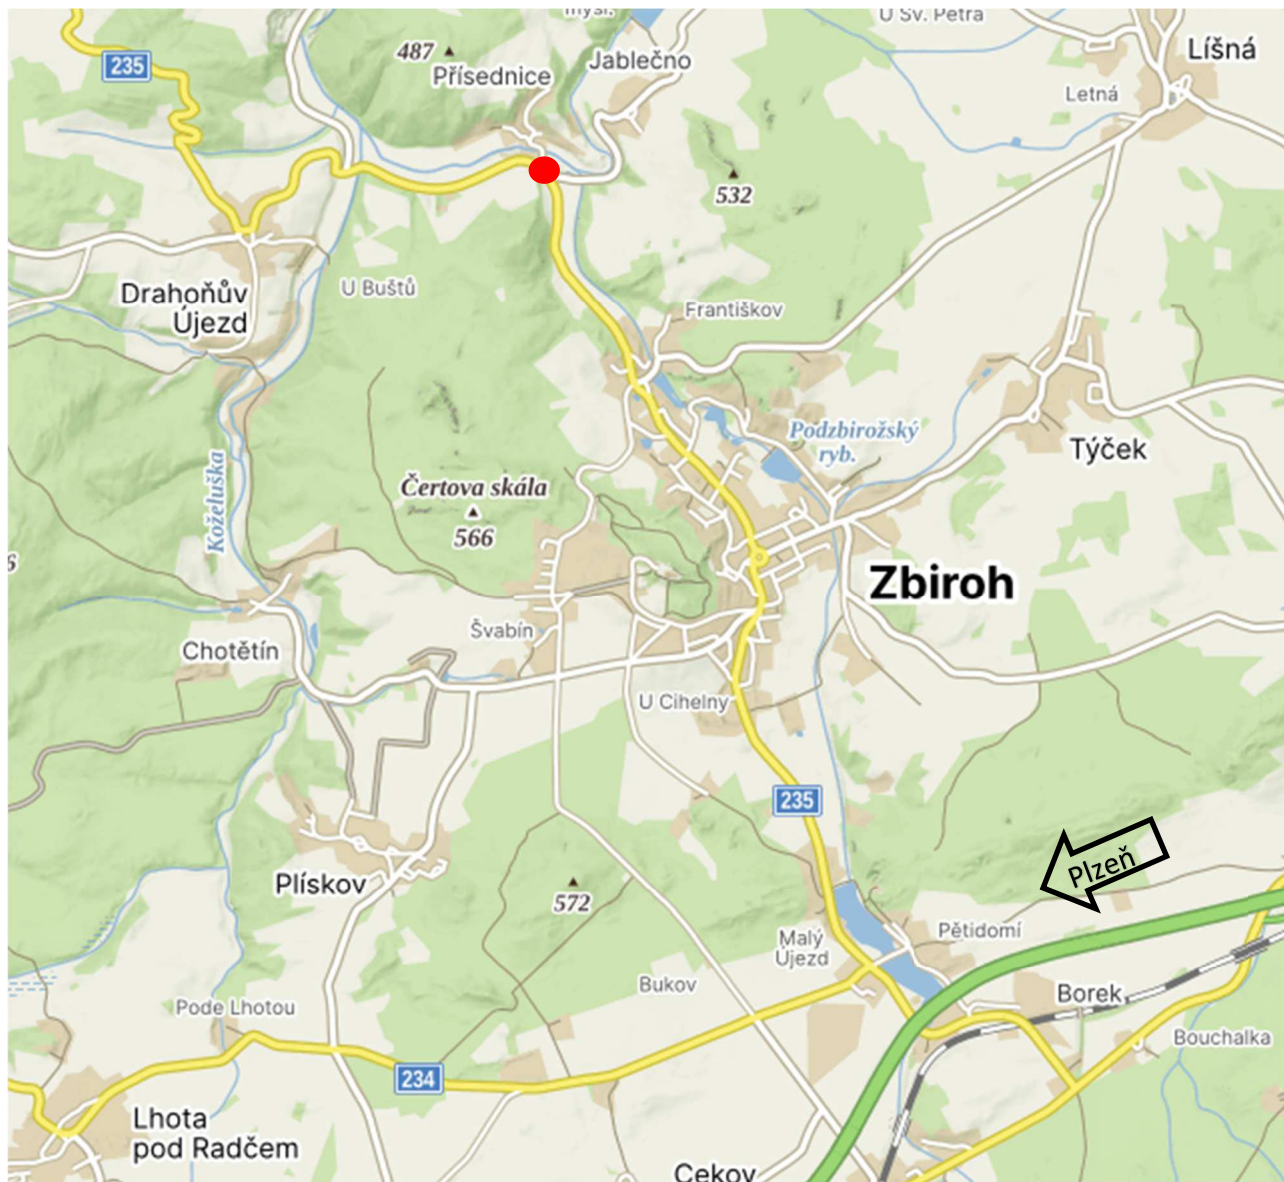 mysl.
U Sv. Petra
487
Jablečno
Líšná
235
Přísednice
Letná
532
Drahoňův
Újezd
U Buštů
Františkov
Podzbirožský
ryb.
Týček
Koželuška
Čertova skála
566
6
Zbiroh
Švabín
Chotětín
U Cihelny
235
Plzeň
Plískov
572
Malý
Újezd
Pětidomí
Bukov
Borek
Pode Lhotou
Bouchalka
234
Lhota
pod Radčem
Cekov